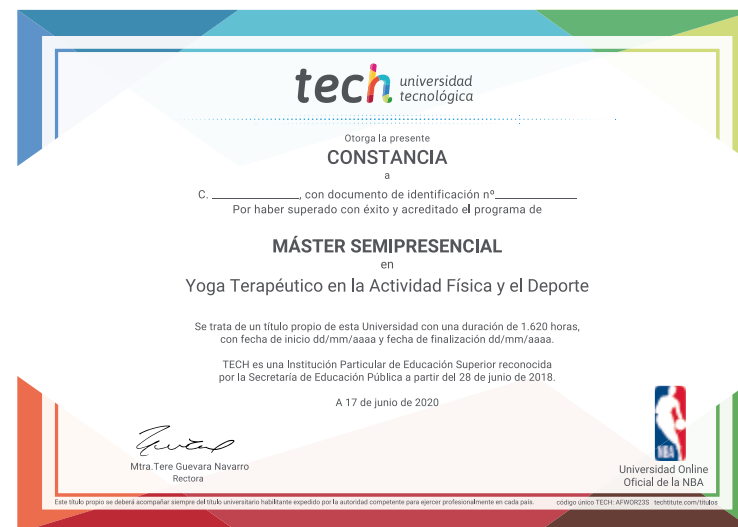 tech universidad
tecnológica
Otorga la presente
CONSTANCIA
a
C. ______________, con documento de identificación nº_____________
Por haber superado con éxito y acreditado el programa de
MÁSTER SEMIPRESENCIAL
en
Yoga Terapéutico en la Actividad Física y el Deporte
Se trata de un título propio de esta Universidad con una duración de 1.620 horas,
con fecha de inicio dd/mm/aaaa y fecha de finalización dd/mm/aaaa.
TECH es una Institución Particular de Educación Superior reconocida
por la Secretaría de Educación Pública a partir del 28 de junio de 2018.
A 17 de junio de 2020
Mtra.Tere Guevara Navarro
Rectora
NBA
Universidad Online
Oficial de la NBA
Este título propio se deberá acompañar siempre del título universitario habilitante expedido por la autoridad competente para ejercer profesionalmente en cada país.
código único TECH: AFWOR23S techtitute.com/títulos